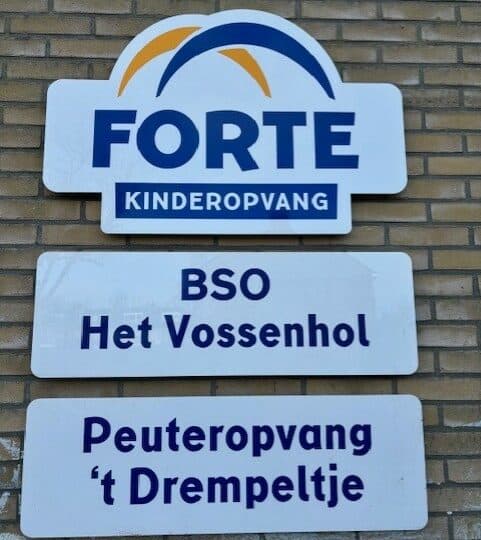 FORTE
KINDEROPVANG
BSO
Het Vossenhol
Peuteropvang
‘t Drempeltje